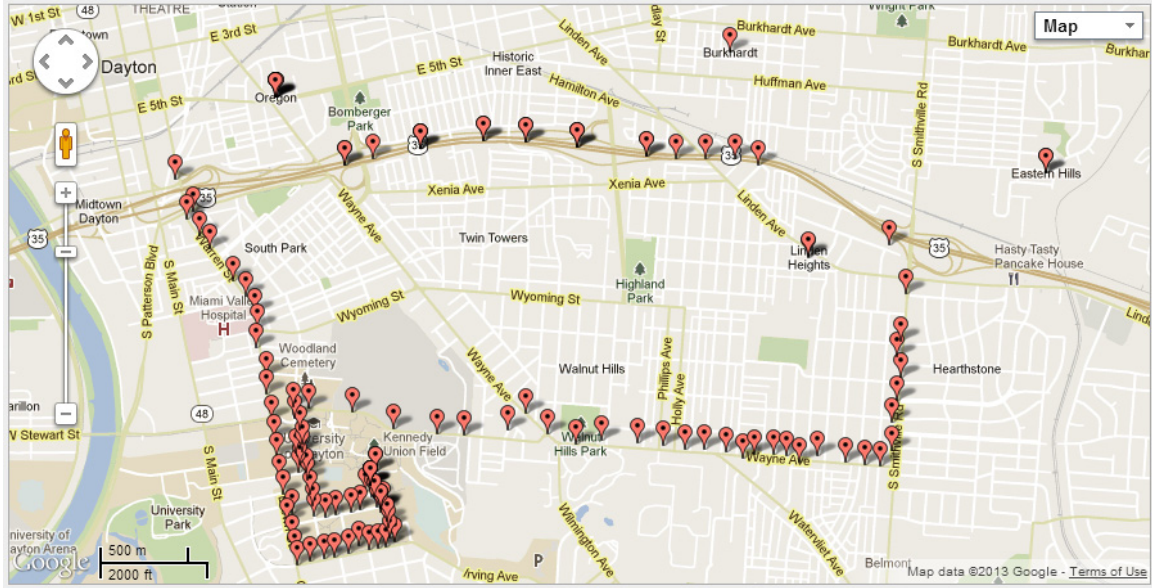 W 1st St
48
THEATRE
Station
Wright Park
E 3rd St
Linden Ave
Burkhardt Ave
Map
Burkhardt
Burkhardt Ave
Dayton
Historic
Inner East
E 5th St
Hamilton Ave
Huffman Ave
Oregon
E 5th St
Bomberger
Park
S Smithville Rd
35
35
Eastern Hills
Xenia Ave
Xenia Ave
35
Midtown
Dayton
Wayne Ave
Linden Ave
35
South Park
Twin Towers
35
Warren St
Linden
Heights
Hasty Tasty
Pancake House
S Patterson Blvd
S Main St
Highland
Park
Miami Valley
Hospital
H
Wyoming St
Wyoming St
Woodland
Cemetery
Wayne Ave
Walnut Hills
Phillips Ave
Holly Ave
Hearthstone
48
W Stewart St
Kennedy
Union Field
Walnut
Hills Park
S Main St
Wayne Ave
S Smithville Rd
University
Park
Wilmington Ave
Watervliet Ave
500 m
2000 ft
Google
P
Irving Ave
Belmont
Map data ©2013 Google - Terms of Use